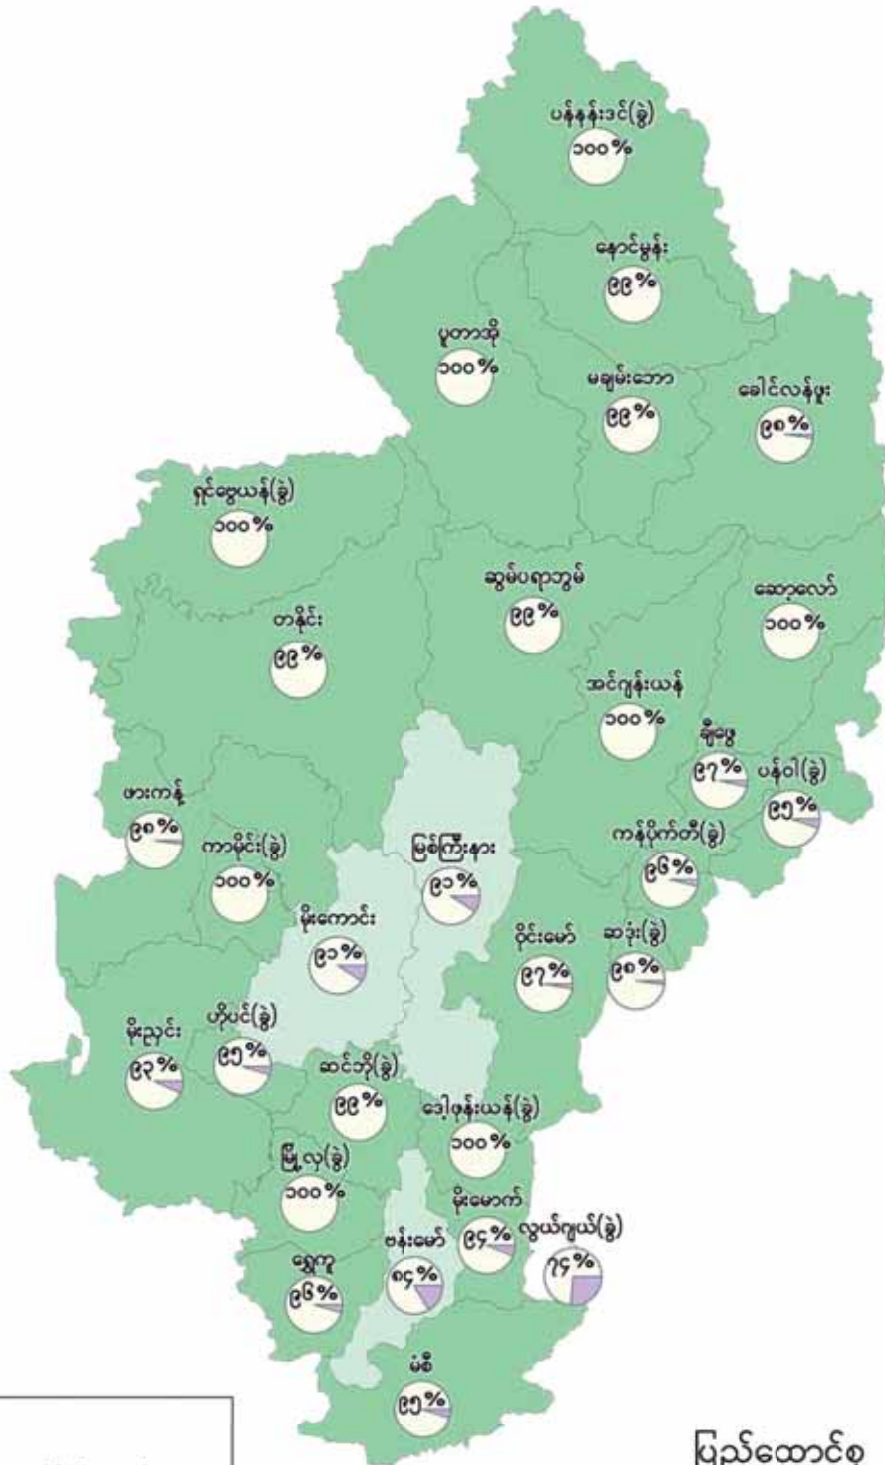 ပန်နန်းဒင်(ခွဲ)
၁၀၀%
နောင်မွန်း
၉၉%
ပူတာအို
၁၀၀%
မချမ်းဘော
၉၉%
ခေါင်လန်ဖူး
၉၈%
ရှင်ဗွေယန်(ခွဲ)
၁၀၀%
ဆွမ်ပရာဘွမ်
၉၉%
ဆော့လော်
၁၀၀%
တနိုင်း
၉၉%
အင်ဂျန်းယန်
၁၀၀%
ချီဖွေ
၉၇%
ပန်ဝါ(ခွဲ)
၉၅%
ဖားကန့်
၉၈%
ကာမိုင်း(ခွဲ)
၁၀၀%
မြစ်ကြီးနား
၉၁%
ကန်ပိုက်တီ(ခွဲ)
၉၆%
မိုးကောင်း
၉၁%
ဝိုင်းမော်
၉၇%
ဆဒုံး(ခွဲ)
၉၈%
မိုးညှင်း
၉၃%
ဟိုပင်(ခွဲ)
၉၅%
ဆင်ဘို(ခွဲ)
၉၉%
ဒေါ့ဖုန်းယန်(ခွဲ)
၁၀၀%
မြို့လှ(ခွဲ)
၁၀၀%
မိုးမောက်
၉၄%
လွယ်ဂျယ်(ခွဲ)
၇၄%
ဗန်းမော်
၈၄%
ရွှေကူ
၉၆%
မံစီ
၉၅%
ပြည်ထောင်စု